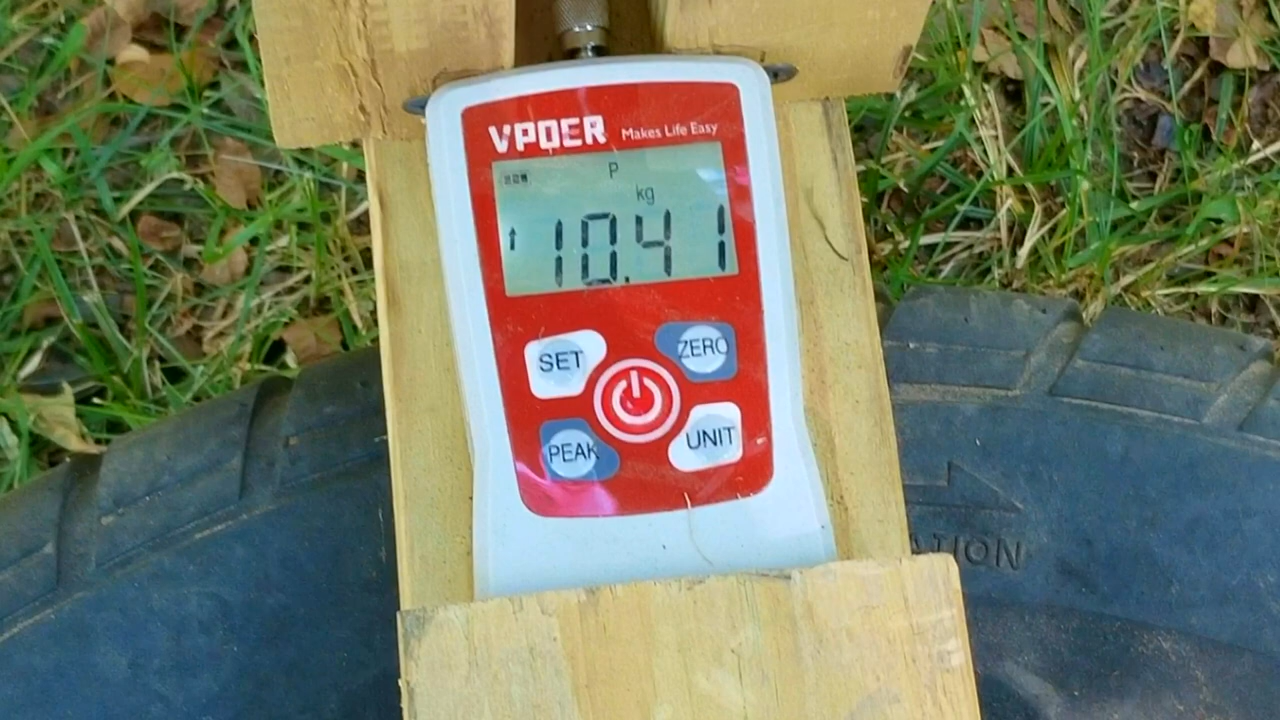 VPOER Makes Life Easy
P
kg
10.41
SET ZERO
PEAK UNIT
ATION